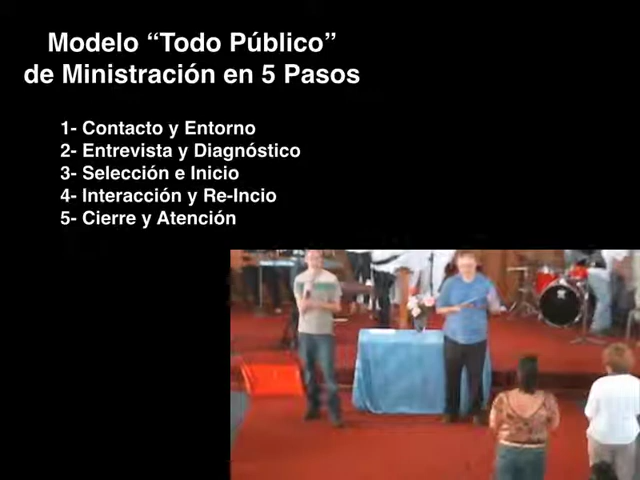 Modelo “Todo Público”
de Ministración en 5 Pasos
1- Contacto y Entorno
2- Entrevista y Diagnóstico
3- Selección e Inicio
4- Interacción y Re-Incio
5- Cierre y Atención